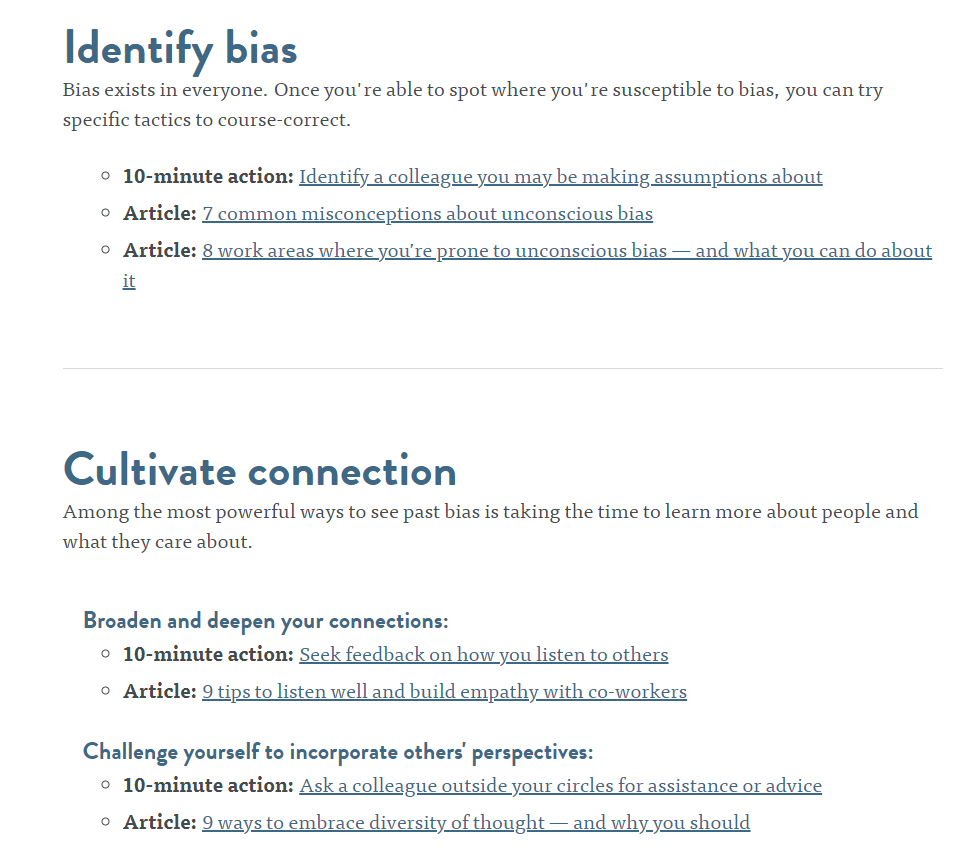 Identify bias
Bias exists in everyone. Once you're able to spot where you're susceptible to bias, you can try
specific tactics to course-correct.
10-minute action: Identify a colleague you may be making assumptions about
Article: 7 common misconceptions about unconscious bias
Article: 8 work areas where you’re prone to unconscious bias — and what you can do about
it
Cultivate connection
Among the most powerful ways to see past bias is taking the time to learn more about people and
what they care about.
Broaden and deepen your connections:
10-minute action: Seek feedback on how you listen to others
Article: 9 tips to listen well and build empathy with co-workers
Challenge yourself to incorporate others' perspectives:
10-minute action: Ask a colleague outside your circles for assistance or advice
Article: 9 ways to embrace diversity of thought — and why you should